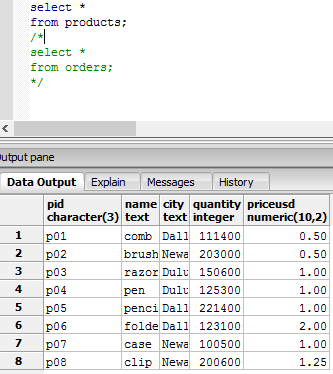 select *
from products;
/*
select *
from orders;
*/
utput pane
Data Output Explain Messages History
pid character(3) name text city text quantity integer priceusd numeric(10,2)
1 p01 comb Dall 111400 0.50
2 p02 brush Newa 203000 0.50
3 p03 razor Dulu 150600 1.00
4 p04 pen Dulu 125300 1.00
5 p05 penci Dall 221400 1.00
6 p06 folde Dall 123100 2.00
7 p07 case Newa 100500 1.00
8 p08 clip Newa 200600 1.25